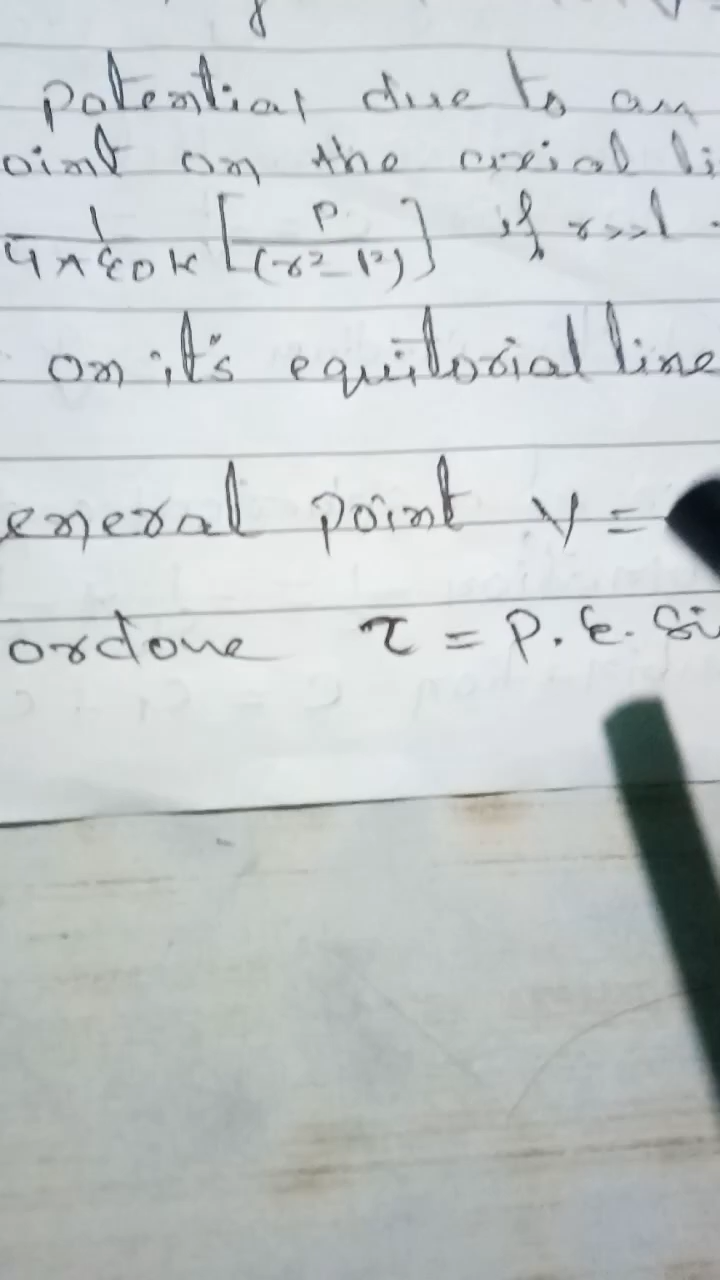 Potential due to an
oint on the axial li
1/4πε0K [P/(r²-l²)] if r>>l
on it's equitorial line
eneral point V =
ordone τ = P.E. Si